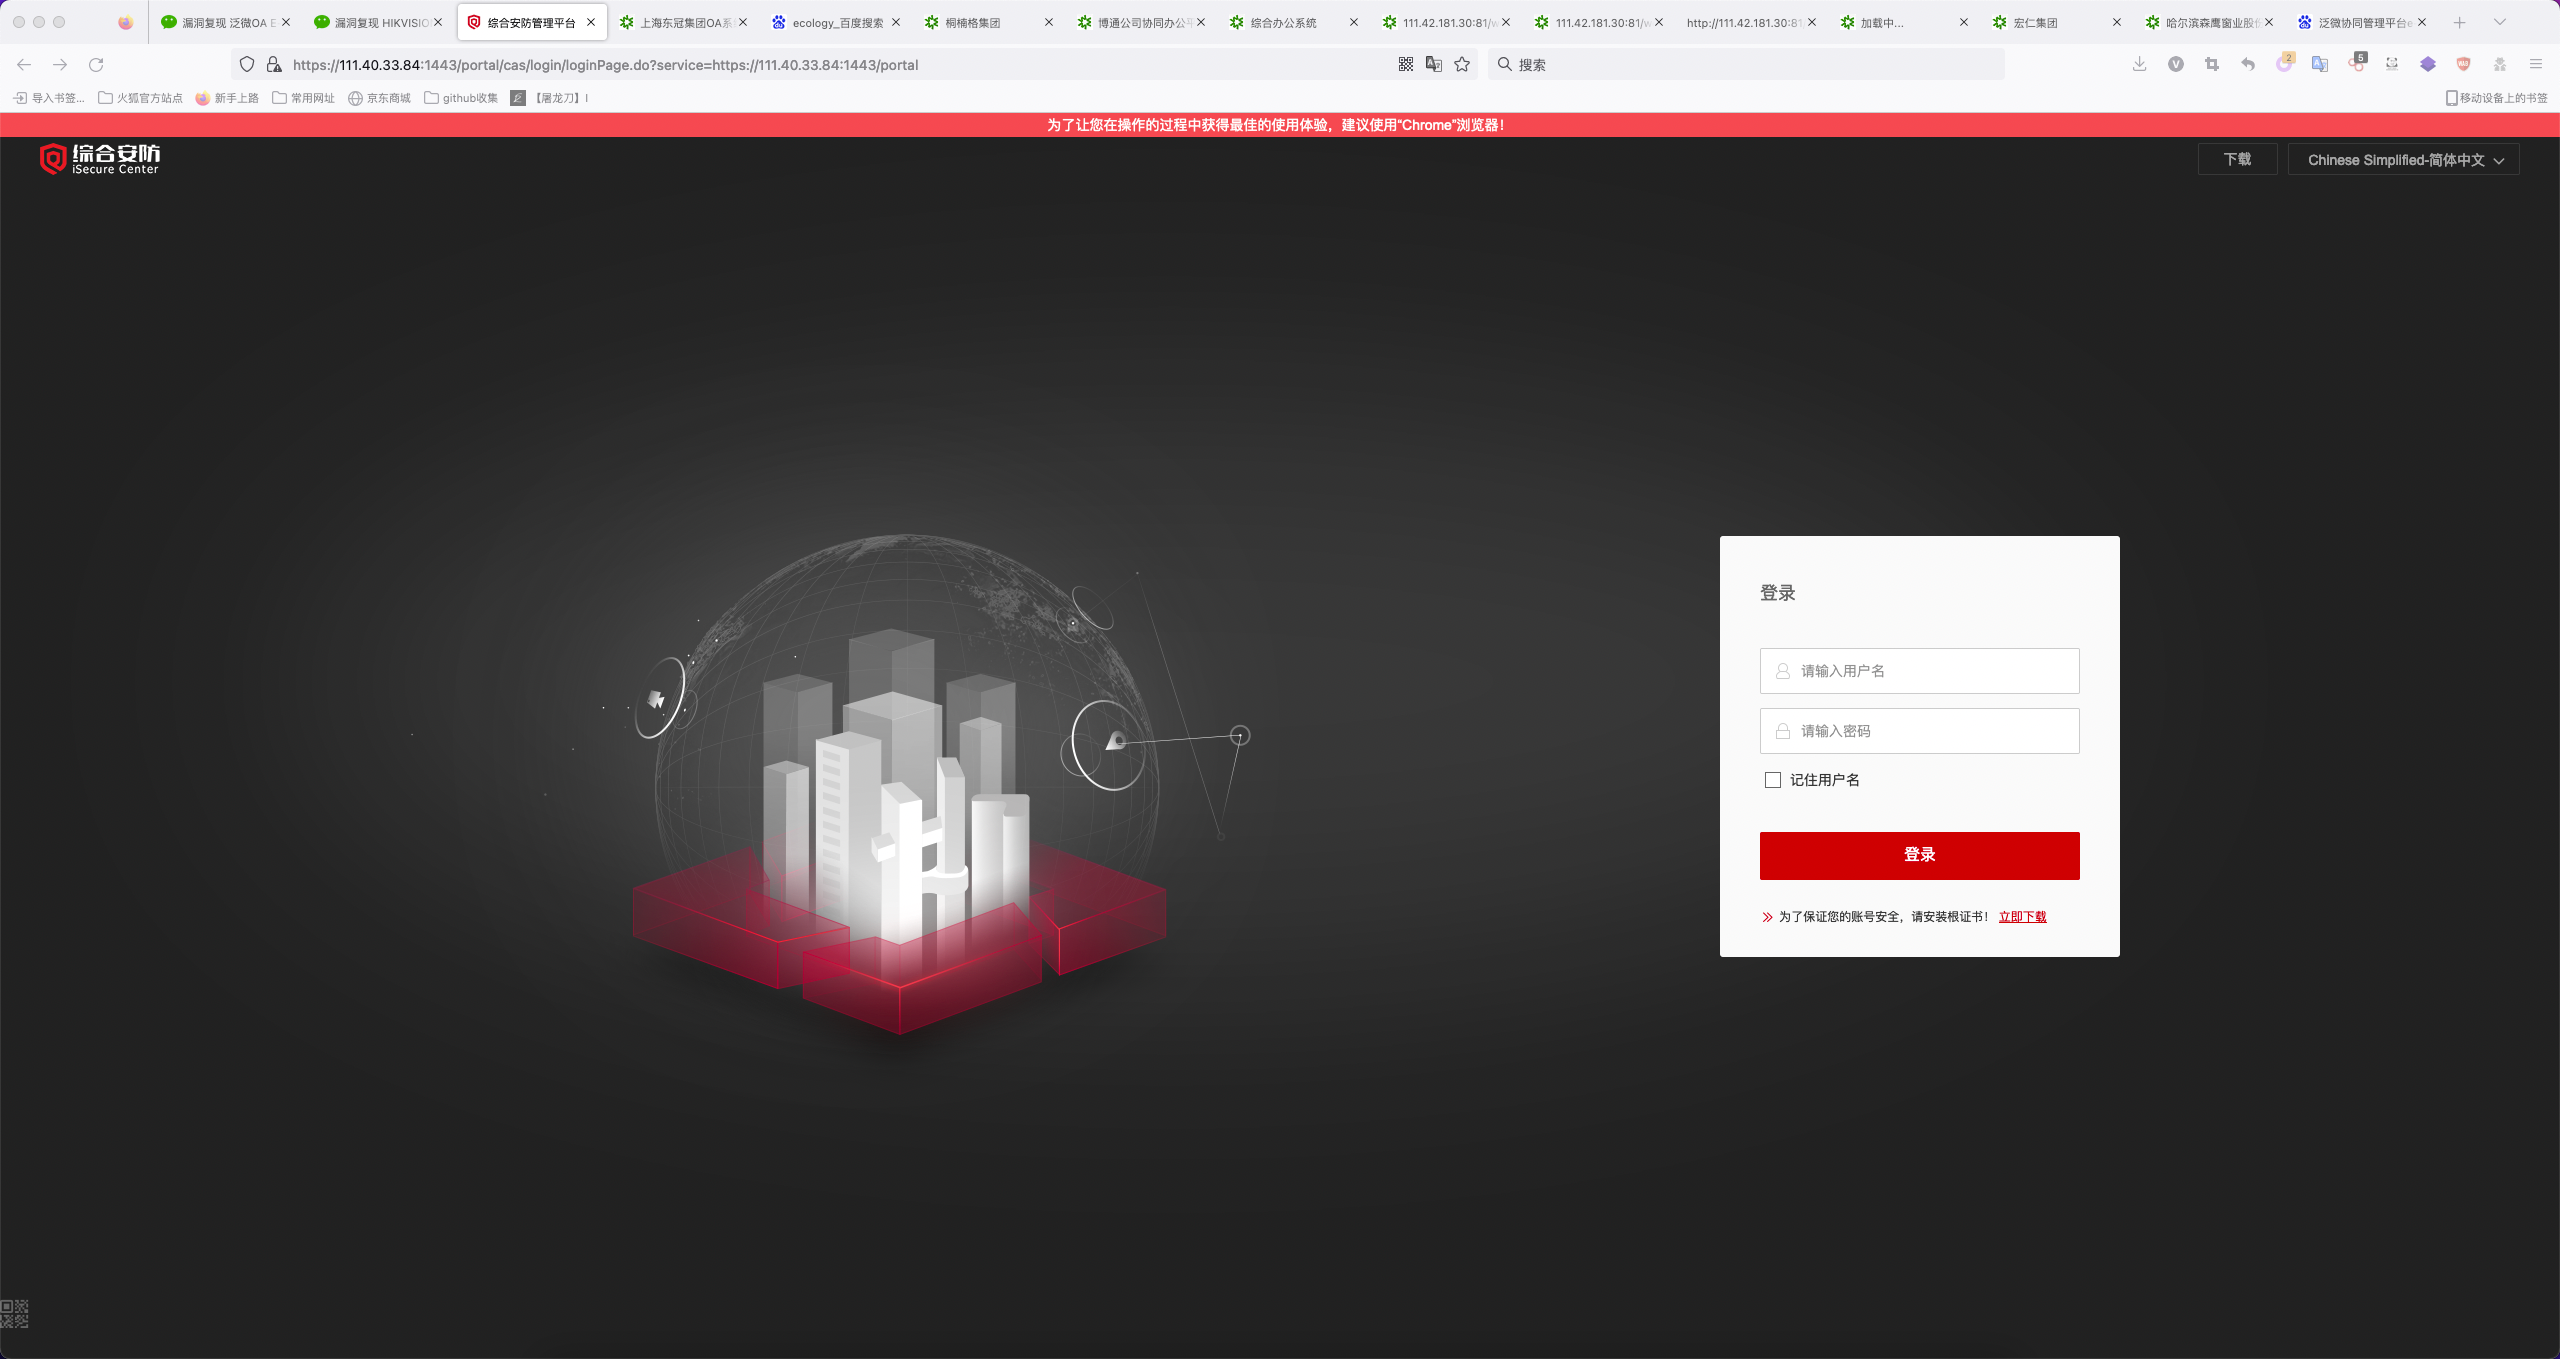 漏洞复现 泛微OA E
漏洞复现 HIKVISIO
综合安防管理平台
上海东冠集团OA系
ecology_百度搜索
桐楠格集团
博通公司协同办公平
综合办公系统
111.42.181.30:81/w
111.42.181.30:81/w
http://111.42.181.30:81
加载中...
宏仁集团
哈尔滨森鹰窗业股份
泛微协同管理平台e
https://111.40.33.84:1443/portal/cas/login/loginPage.do?service=https://111.40.33.84:1443/portal
搜索
2
5
导入书签...
火狐官方站点
新手上路
常用网址
京东商城
github收集
【屠龙刀】I
移动设备上的书签
为了让您在操作的过程中获得最佳的使用体验，建议使用“Chrome”浏览器！
综合安防
iSecure Center
下载
Chinese Simplified-简体中文
登录
请输入用户名
请输入密码
记住用户名
登录
为了保证您的账号安全，请安装根证书！ 立即下载